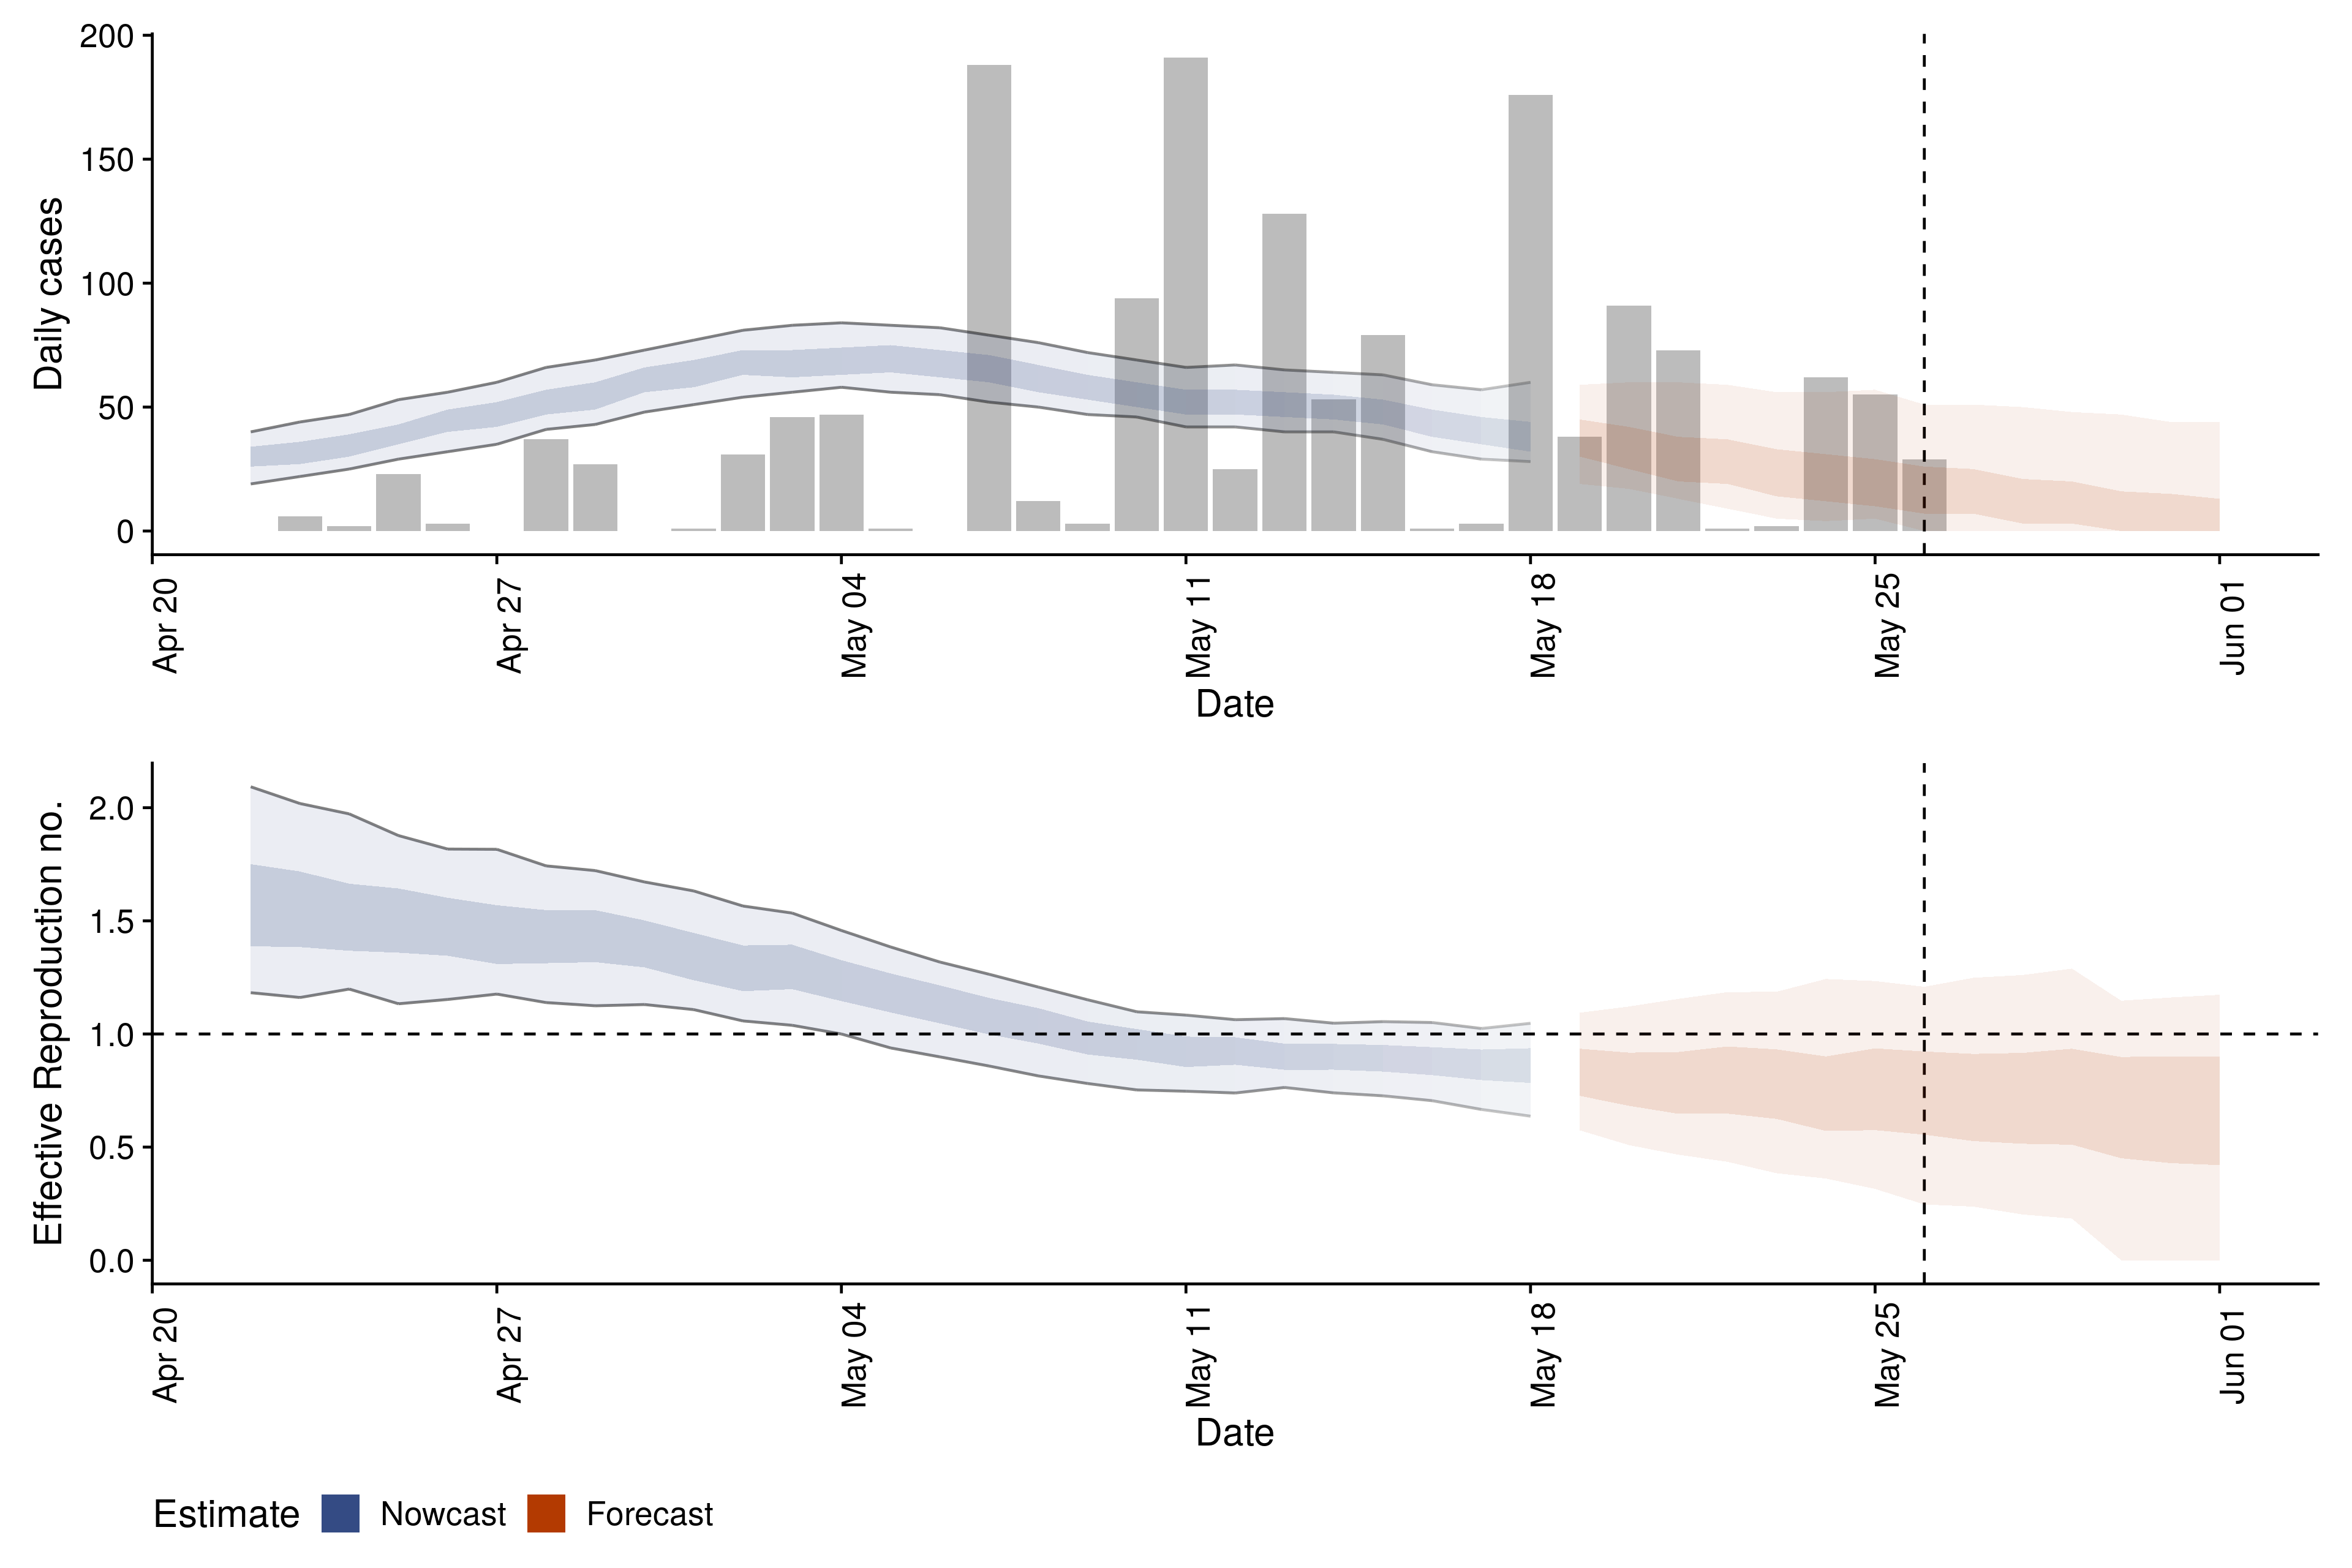 Daily cases
200
150
100
50
0
Apr 20
Apr 27
May 04
May 11
May 18
May 25
Jun 01
Date
Effective Reproduction no.
2.0
1.5
1.0
0.5
0.0
Apr 20
Apr 27
May 04
May 11
May 18
May 25
Jun 01
Date
Estimate Nowcast Forecast